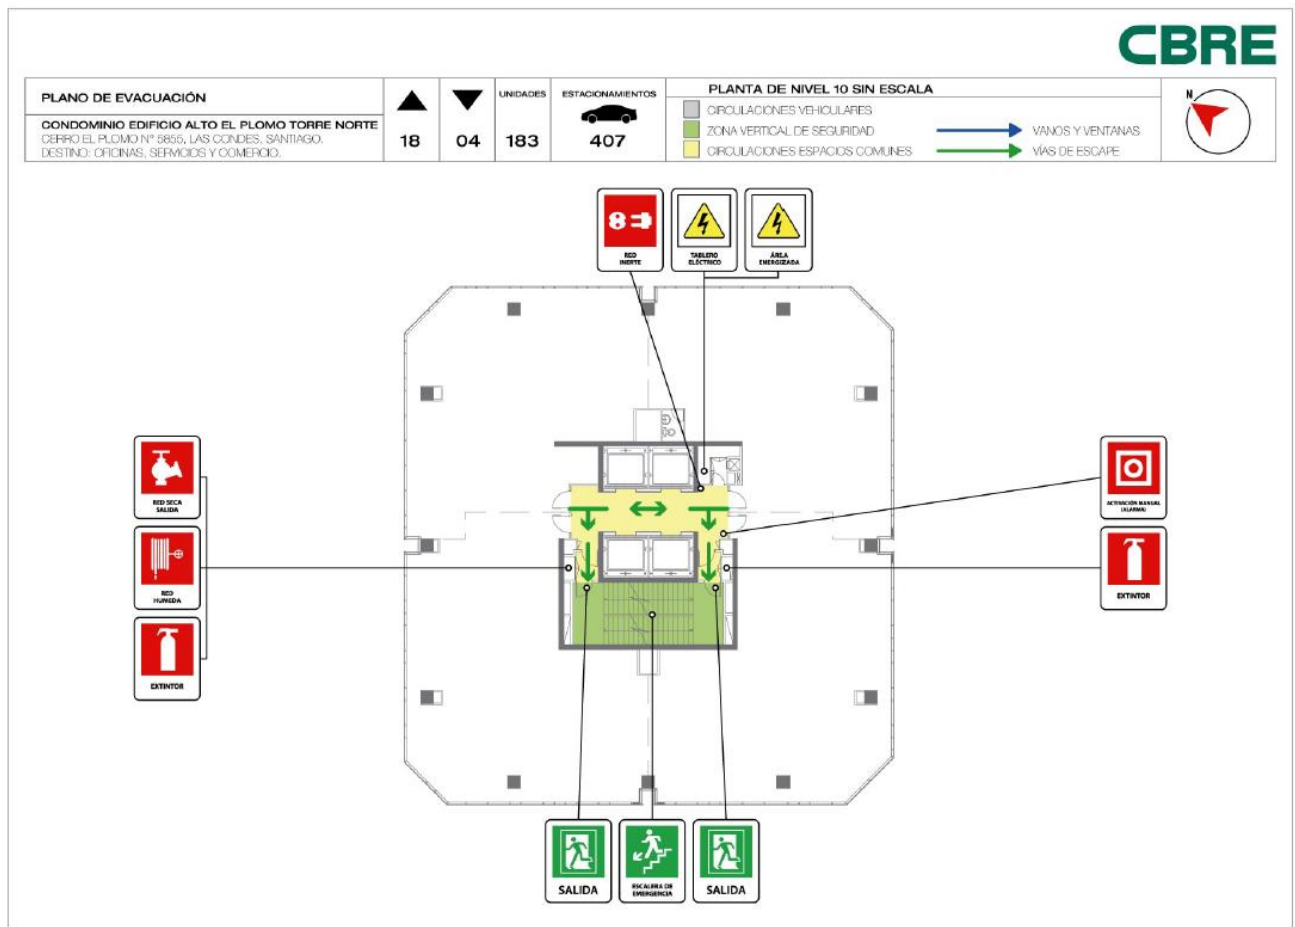 CBRE
PLANO DE EVACUACIÓN
CONDOMINIO EDIFICIO ALTO EL PLOMO TORRE NORTE
CERRO EL PLOMO N° 5855, LAS CONDES, SANTIAGO.
DESTINO: OFICINAS, SERVICIOS Y COMERCIO.
18
04
UNIDADES
183
ESTACIONAMIENTOS
407
PLANTA DE NIVEL 10 SIN ESCALA
CIRCULACIONES VEHICULARES
ZONA VERTICAL DE SEGURIDAD
CIRCULACIONES ESPACIOS COMUNES
VANOS Y VENTANAS
VÍAS DE ESCAPE
N
RED
INERTE
TABLERO
ELÉCTRICO
ÁREA
ENERGIZADA
RED SECA
SALIDA
RED
HUMEDA
EXTINTOR
ACTIVACIÓN MANUAL
(ALARMA)
EXTINTOR
SALIDA
ESCALERA DE
EMERGENCIA
SALIDA